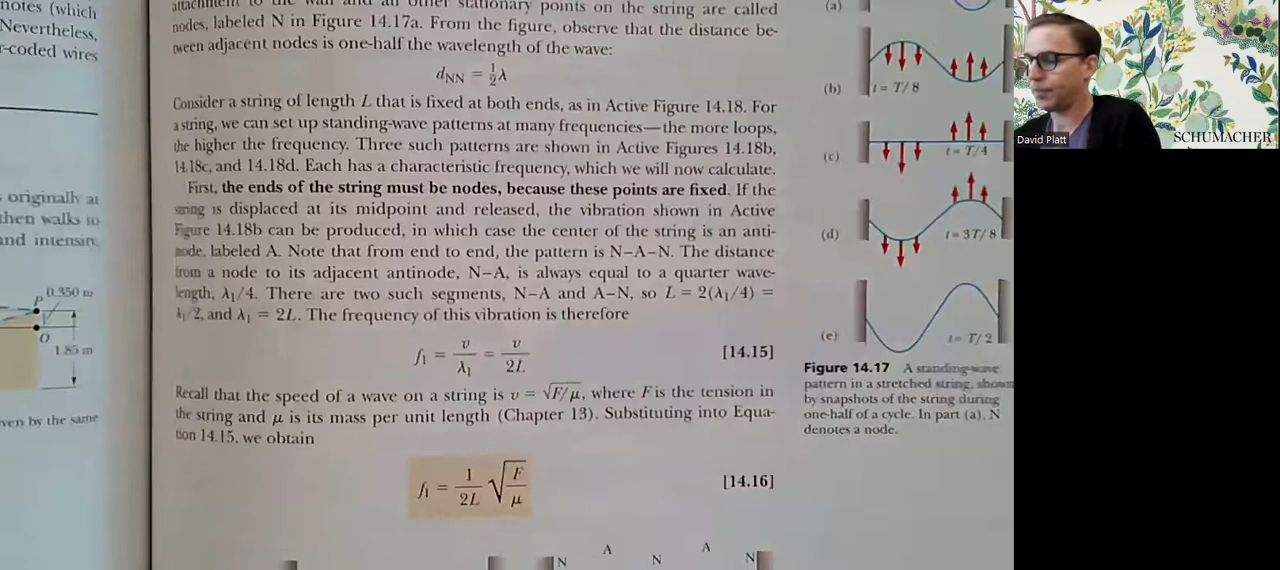 notes (which
Nevertheless,
r-coded wires
originally at
then walks to
and intensity.
P
0.350 m
O
1.85 m
ven by the same
attachment to the wall and all other stationary points on the string are called
nodes, labeled N in Figure 14.17a. From the figure, observe that the distance be-
tween adjacent nodes is one-half the wavelength of the wave:
dNN = ½λ
Consider a string of length L that is fixed at both ends, as in Active Figure 14.18. For
a string, we can set up standing-wave patterns at many frequencies—the more loops,
the higher the frequency. Three such patterns are shown in Active Figures 14.18b,
14.18c, and 14.18d. Each has a characteristic frequency, which we will now calculate.
First, the ends of the string must be nodes, because these points are fixed. If the
string is displaced at its midpoint and released, the vibration shown in Active
Figure 14.18b can be produced, in which case the center of the string is an anti-
node, labeled A. Note that from end to end, the pattern is N–A–N. The distance
from a node to its adjacent antinode, N–A, is always equal to a quarter wave-
length, λ₁/4. There are two such segments, N–A and A–N, so L = 2(λ₁/4) =
λ₁/2, and λ₁ = 2L. The frequency of this vibration is therefore
f₁ = v/λ₁ = v/2L [14.15]
Recall that the speed of a wave on a string is v = √F/μ, where F is the tension in
the string and μ is its mass per unit length (Chapter 13). Substituting into Equa-
tion 14.15, we obtain
f₁ = 1/2L √F/μ [14.16]
N A N A N
(a)
(b) t = T/8
(c) t = T/4
(d) t = 3T/8
(e) t = T/2
Figure 14.17 A standing-wave
pattern in a stretched string, shown
by snapshots of the string during
one-half of a cycle. In part (a), N
denotes a node.
David Platt
SCHUMACHER